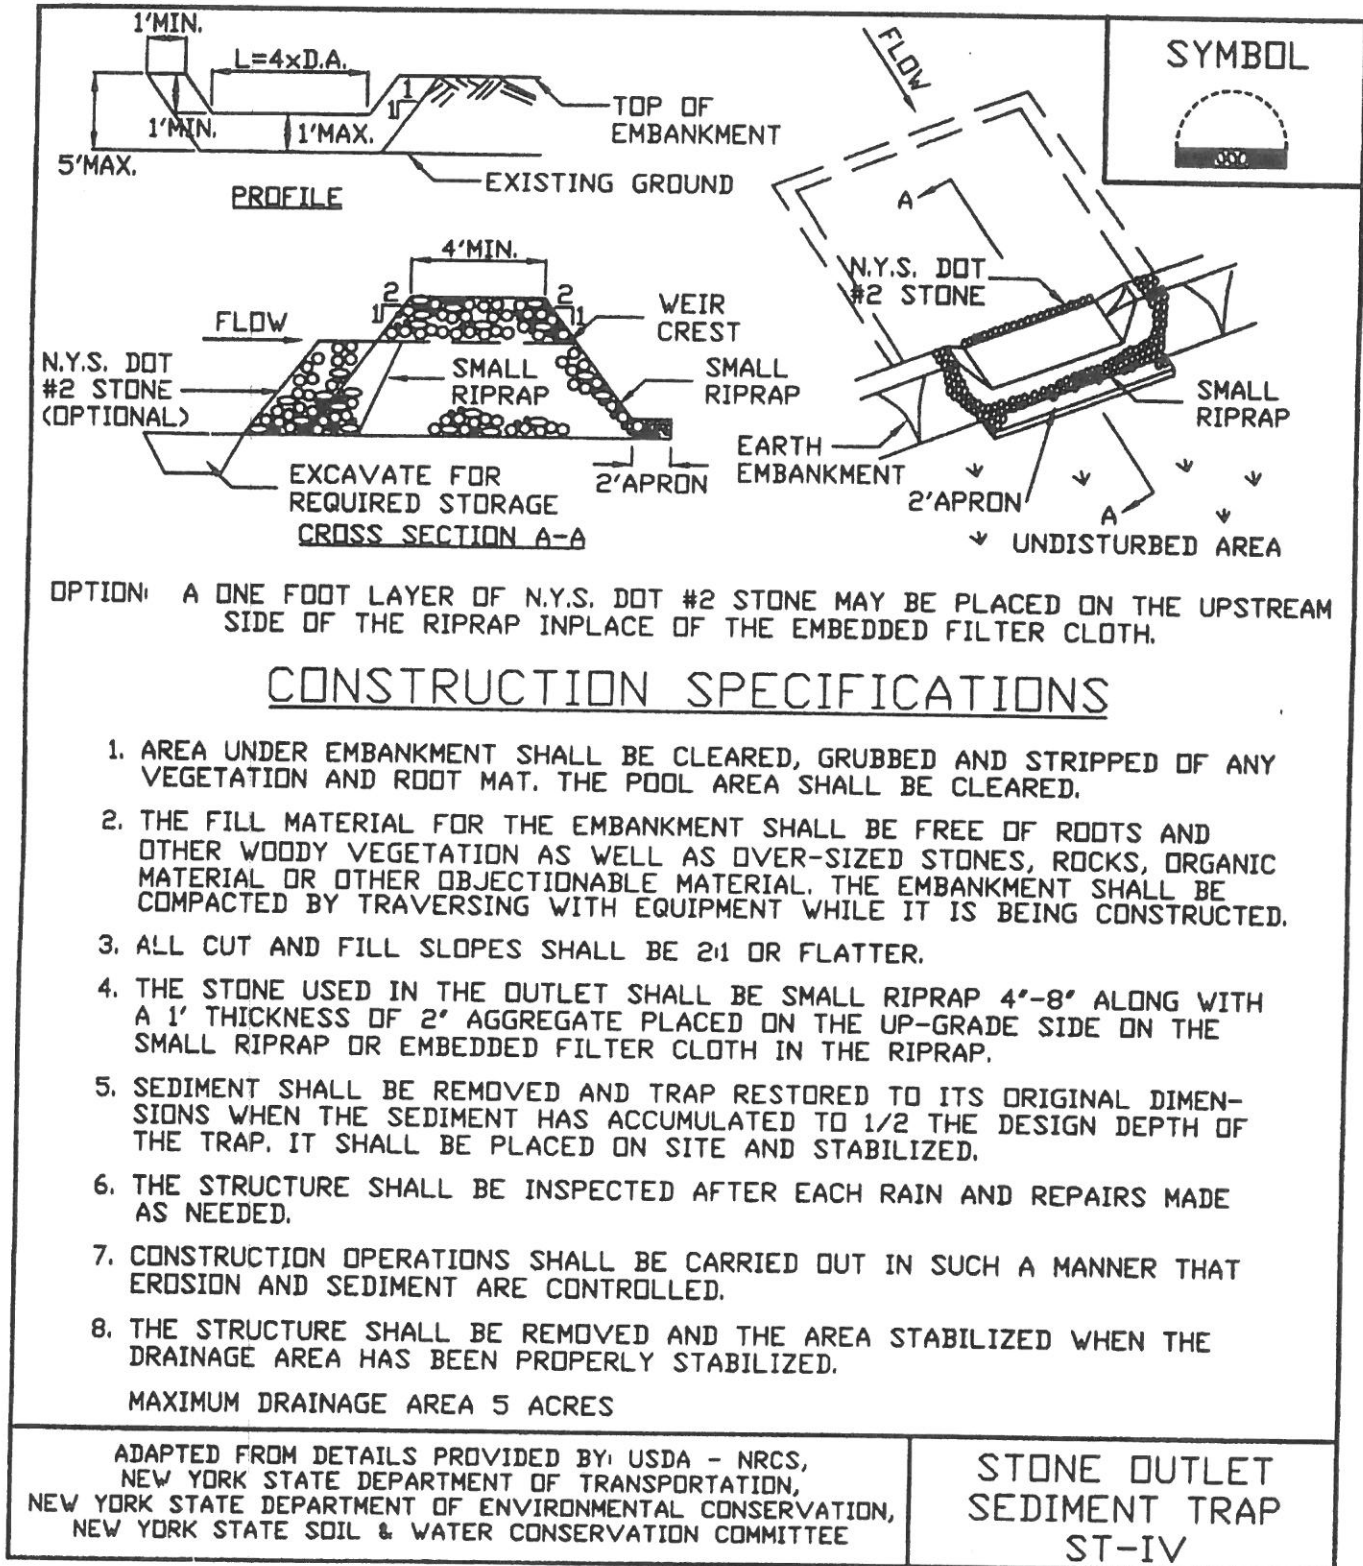 1'MIN.
L=4xD.A.
1
1
1'MIN.
1'MAX.
5'MAX.
TOP OF
EMBANKMENT
EXISTING GROUND
PROFILE
FLOW
SYMBOL
A
N.Y.S. DOT
#2 STONE
4'MIN.
2
1
2
1
FLOW
WEIR
CREST
N.Y.S. DOT
#2 STONE
(OPTIONAL)
SMALL
RIPRAP
SMALL
RIPRAP
SMALL
RIPRAP
EARTH
EMBANKMENT
2'APRON
EXCAVATE FOR
REQUIRED STORAGE
2'APRON
A
CROSS SECTION A-A
UNDISTURBED AREA
OPTION: A ONE FOOT LAYER OF N.Y.S. DOT #2 STONE MAY BE PLACED ON THE UPSTREAM
SIDE OF THE RIPRAP INPLACE OF THE EMBEDDED FILTER CLOTH.
CONSTRUCTION SPECIFICATIONS
1. AREA UNDER EMBANKMENT SHALL BE CLEARED, GRUBBED AND STRIPPED OF ANY
VEGETATION AND ROOT MAT. THE POOL AREA SHALL BE CLEARED.
2. THE FILL MATERIAL FOR THE EMBANKMENT SHALL BE FREE OF ROOTS AND
OTHER WOODY VEGETATION AS WELL AS OVER-SIZED STONES, ROCKS, ORGANIC
MATERIAL OR OTHER OBJECTIONABLE MATERIAL. THE EMBANKMENT SHALL BE
COMPACTED BY TRAVERSING WITH EQUIPMENT WHILE IT IS BEING CONSTRUCTED.
3. ALL CUT AND FILL SLOPES SHALL BE 2:1 OR FLATTER.
4. THE STONE USED IN THE OUTLET SHALL BE SMALL RIPRAP 4"-8" ALONG WITH
A 1' THICKNESS OF 2" AGGREGATE PLACED ON THE UP-GRADE SIDE ON THE
SMALL RIPRAP OR EMBEDDED FILTER CLOTH IN THE RIPRAP.
5. SEDIMENT SHALL BE REMOVED AND TRAP RESTORED TO ITS ORIGINAL DIMEN-
SIONS WHEN THE SEDIMENT HAS ACCUMULATED TO 1/2 THE DESIGN DEPTH OF
THE TRAP. IT SHALL BE PLACED ON SITE AND STABILIZED.
6. THE STRUCTURE SHALL BE INSPECTED AFTER EACH RAIN AND REPAIRS MADE
AS NEEDED.
7. CONSTRUCTION OPERATIONS SHALL BE CARRIED OUT IN SUCH A MANNER THAT
EROSION AND SEDIMENT ARE CONTROLLED.
8. THE STRUCTURE SHALL BE REMOVED AND THE AREA STABILIZED WHEN THE
DRAINAGE AREA HAS BEEN PROPERLY STABILIZED.
MAXIMUM DRAINAGE AREA 5 ACRES
ADAPTED FROM DETAILS PROVIDED BY: USDA - NRCS,
NEW YORK STATE DEPARTMENT OF TRANSPORTATION,
NEW YORK STATE DEPARTMENT OF ENVIRONMENTAL CONSERVATION,
NEW YORK STATE SOIL & WATER CONSERVATION COMMITTEE
STONE OUTLET
SEDIMENT TRAP
ST-IV